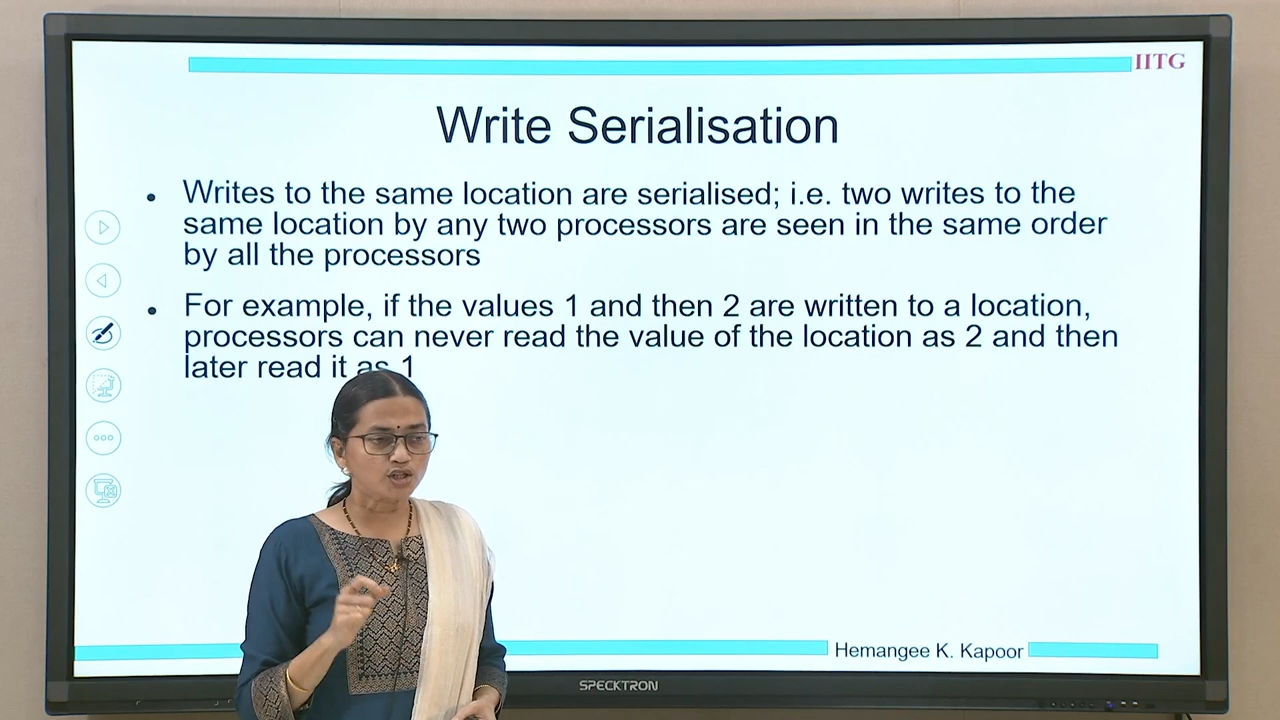 IITG
Write Serialisation
• Writes to the same location are serialised; i.e. two writes to the
same location by any two processors are seen in the same order
by all the processors
• For example, if the values 1 and then 2 are written to a location,
processors can never read the value of the location as 2 and then
later read it as 1
Hemangee K. Kapoor
SPECKTRON